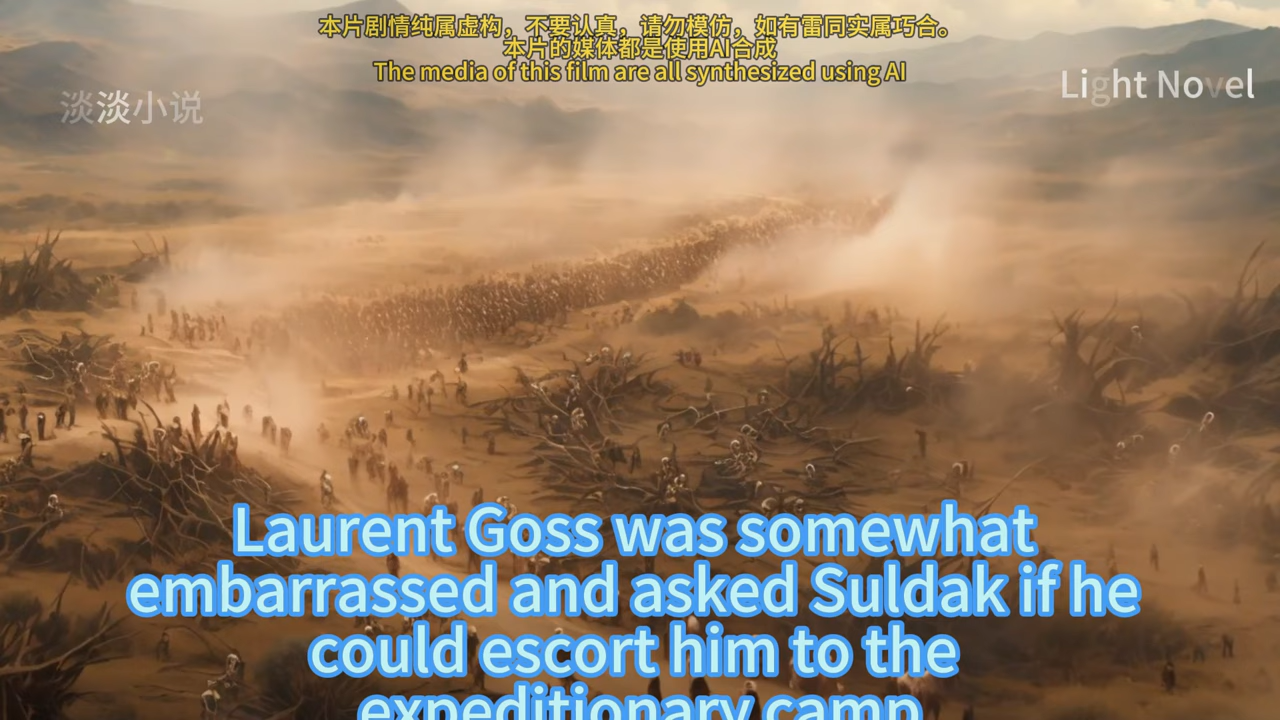 本片剧情纯属虚构，不要认真，请勿模仿，如有雷同实属巧合。
本片的媒体都是使用AI合成
The media of this film are all synthesized using AI
淡淡小说
Light Novel
Laurent Goss was somewhat
embarrassed and asked Suldak if he
could escort him to the
expeditionary camp